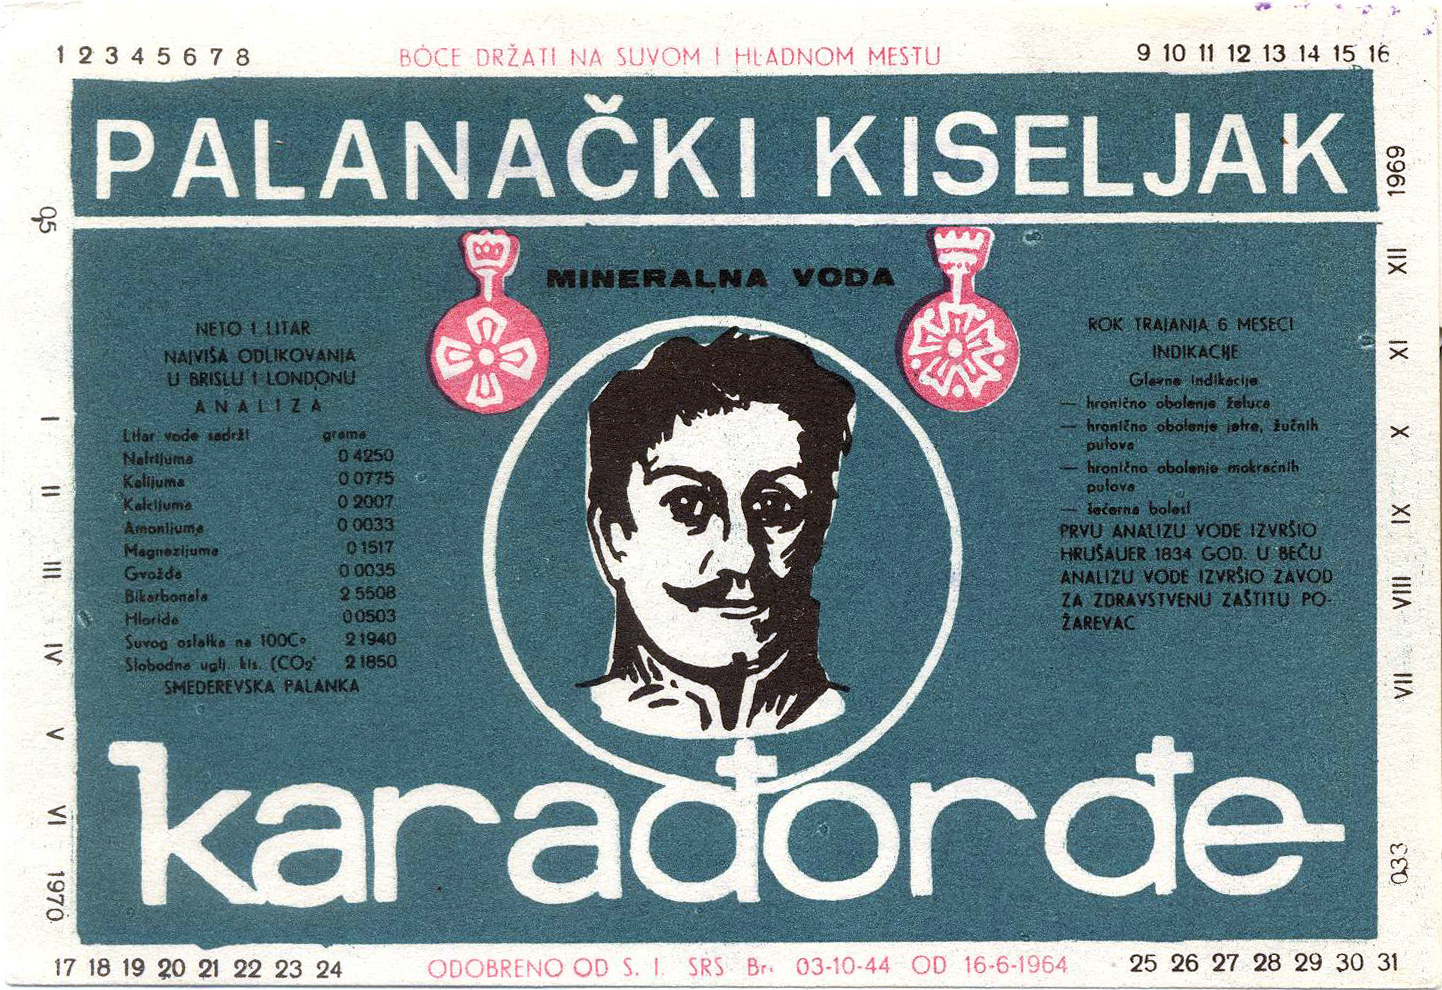 1 2 3 4 5 6 7 8
BOCE DRŽATI NA SUVOM I HLADNOM MESTU
9 10 11 12 13 14 15 16
PALANAČKI KISELJAK
MINERALNA VODA
NETO 1 LITAR
NAJVIŠA ODLIKOVANJA
U BRISLU I LONDONU
ANALIZA
Litar vode sadrži grama
Natrijuma 0 4250
Kalijuma 0 0775
Kalcijuma 0 2007
Amonijuma 0 0033
Magnezijuma 0 1517
Gvožđa 0 0035
Bikarbonata 2 5508
Hlorida 0 0503
Suvog ostatka na 100C° 2 1940
Slobodne uglj. kis. (CO2 2 1850
SMEDEREVSKA PALANKA
ROK TRAJANJA 6 MESECI
INDIKACIJE
Glavne indikacije
— hronično obolenje želuca
— hronično obolenje jetre, žučnih
putova
— hronično obolenje mokraćnih
putova
— šećerna bolest
PRVU ANALIZU VODE IZVRŠIO
HRUŠAUER 1834 GOD. U BEČU
ANALIZU VODE IZVRŠIO ZAVOD
ZA ZDRAVSTVENU ZAŠTITU PO-
ŽAREVAC
karađorđe
05
I
II
III
IV
V
VI
1970
1969
XII
XI
X
IX
VIII
VII
033
17 18 19 20 21 22 23 24
ODOBRENO OD S. I. SRS Br. 03-10-44 OD 16-6-1964
25 26 27 28 29 30 31